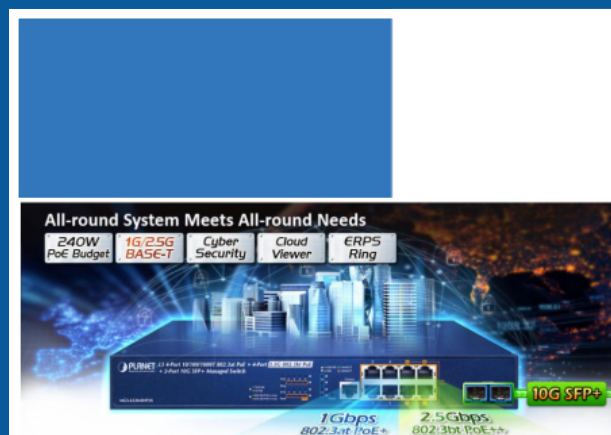 All-round System Meets All-round Needs
240W
PoE Budget
1G/2.5G
BASE-T
Cyber
Security
Cloud
Viewer
ERPS
Ring
PLANET
10G SFP+
1Gbps
2.5Gbps
802.3at PoE+
802.3bt PoE++